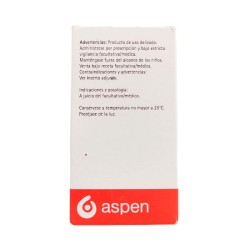 Advertencias: Producto de uso delicado.
Adminístrese por prescripción y bajo estricta
vigilancia facultativa/médica.
Manténgase fuera del alcance de los niños.
Venta bajo receta facultativa/médica.
Contraindicaciones y advertencias:
Ver inserto adjunto.
Indicaciones y posología:
A juicio del facultativo/médico.
Consérvese a temperatura no mayor a 25°C.
Protéjase de la luz.
aspen